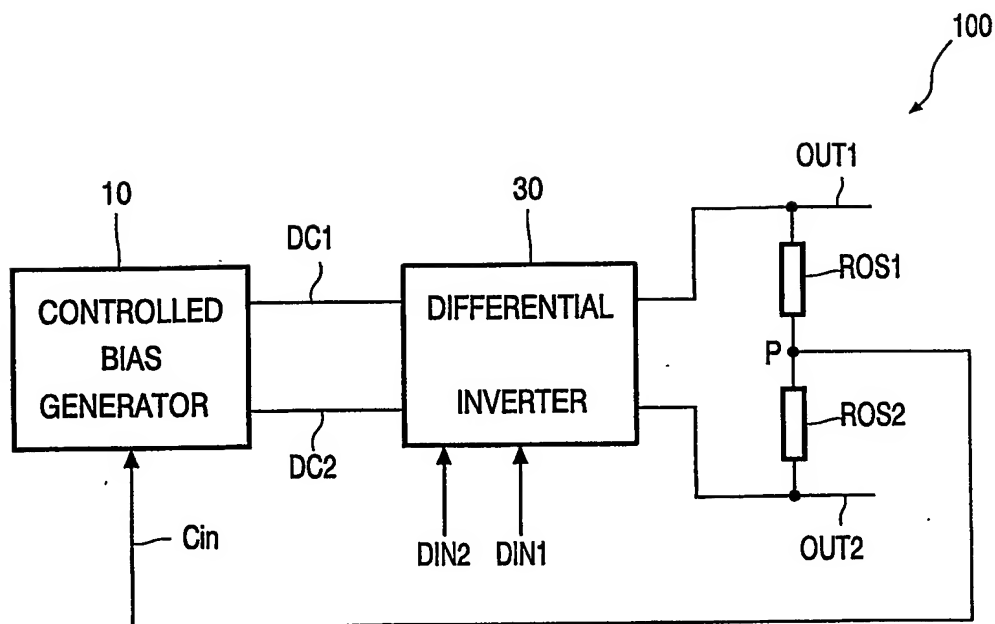 100
OUT1
10
30
DC1
ROS1
CONTROLLED
BIAS
GENERATOR
DIFFERENTIAL
INVERTER
P
ROS2
DC2
Cin
DIN2
DIN1
OUT2